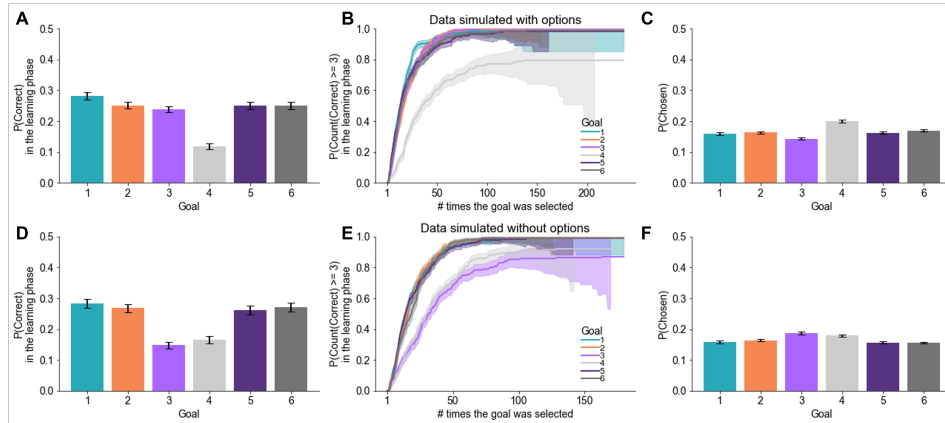 A
0.5
0.4
0.3
0.2
0.1
0.0
P(Correct)
in the learning phase
1 2 3 4 5 6
Goal
B
Data simulated with options
1.0
0.8
0.6
0.4
0.2
0.0
P(Count(Correct) >= 3)
in the learning phase
Goal
1
2
3
4
5
6
1 50 100 150 200
# times the goal was selected
C
0.5
0.4
0.3
0.2
0.1
0.0
P(Chosen)
1 2 3 4 5 6
Goal
D
0.5
0.4
0.3
0.2
0.1
0.0
P(Correct)
in the learning phase
1 2 3 4 5 6
Goal
E
Data simulated without options
1.0
0.8
0.6
0.4
0.2
0.0
P(Count(Correct) >= 3)
in the learning phase
Goal
1
2
3
4
5
6
1 50 100 150
# times the goal was selected
F
0.5
0.4
0.3
0.2
0.1
0.0
P(Chosen)
1 2 3 4 5 6
Goal